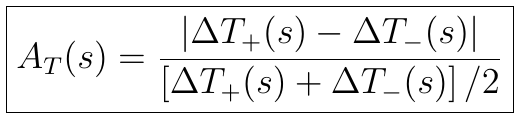 A_T(s) = \frac{|\Delta T_+(s) - \Delta T_-(s)|}{[\Delta T_+(s) + \Delta T_-(s)] / 2}